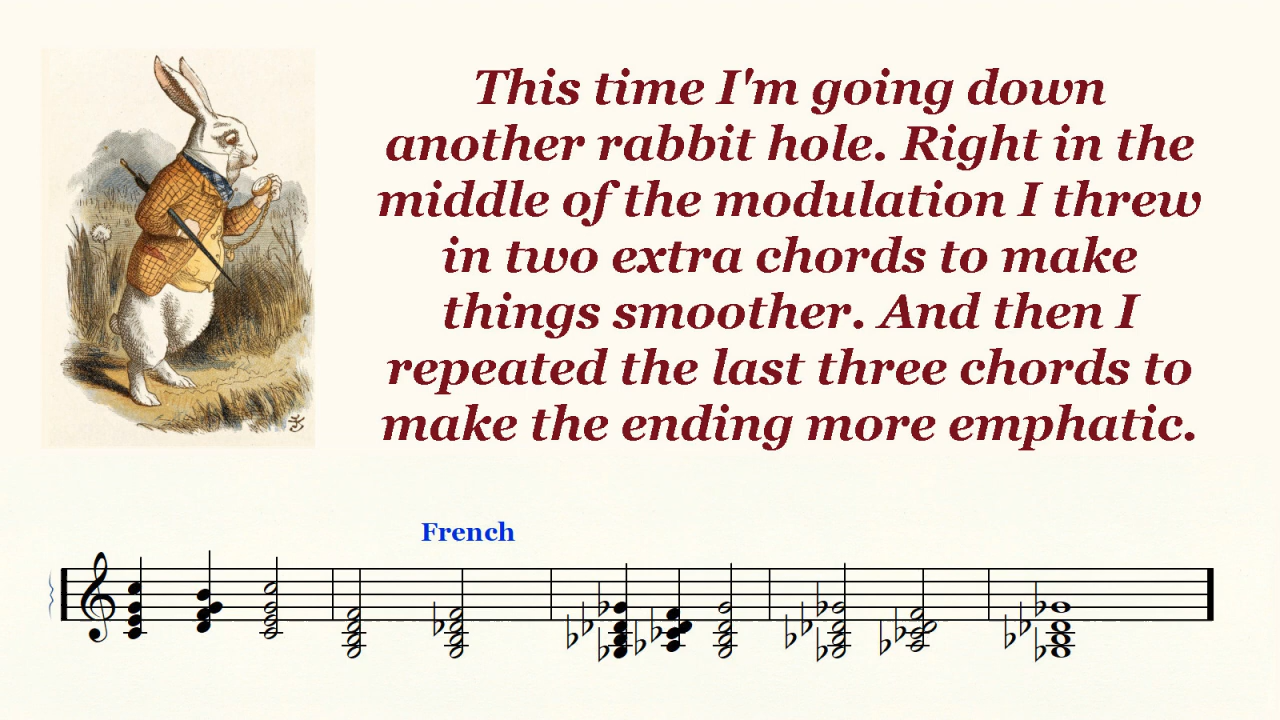 This time I'm going down
another rabbit hole. Right in the
middle of the modulation I threw
in two extra chords to make
things smoother. And then I
repeated the last three chords to
make the ending more emphatic.
French